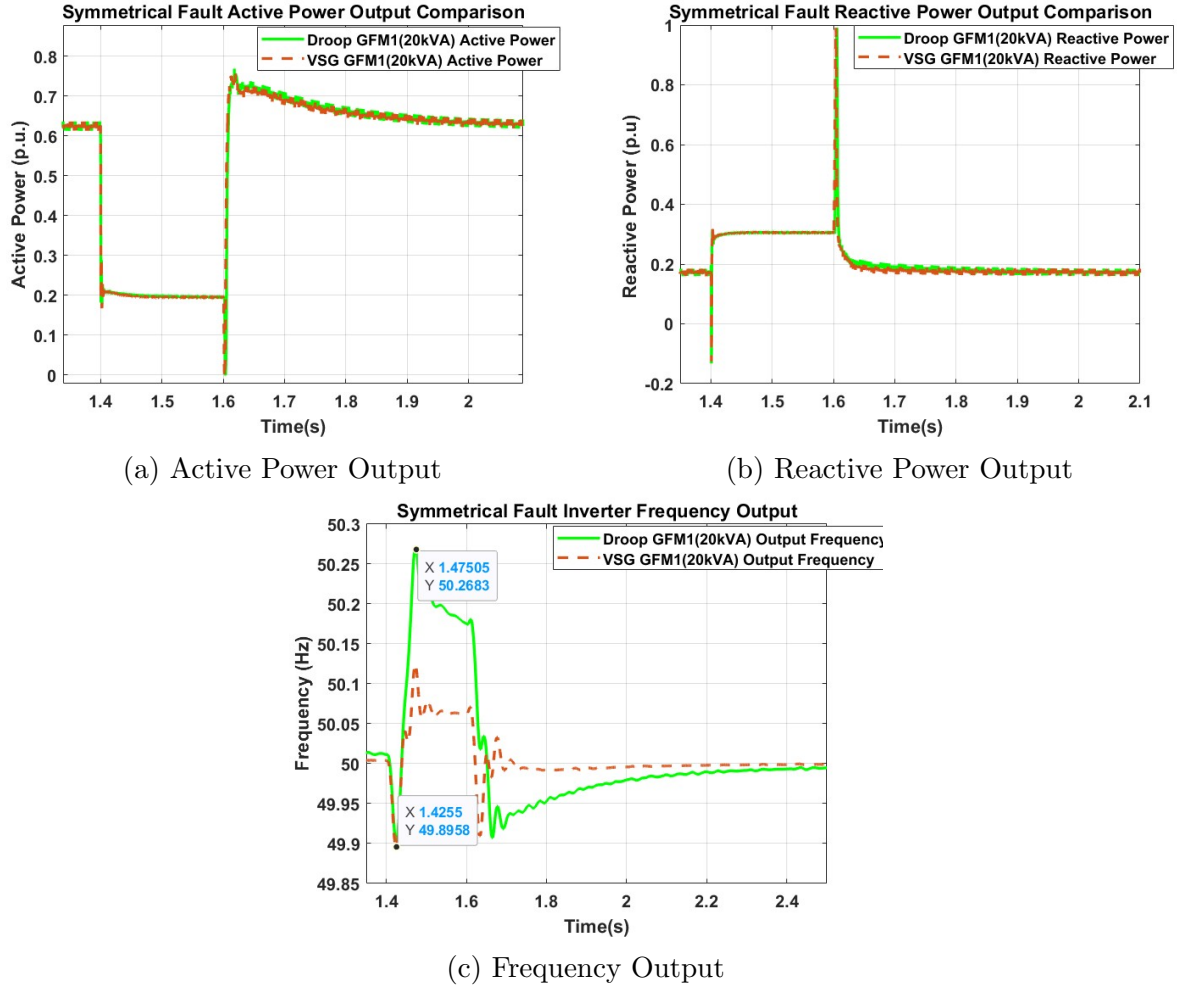 Symmetrical Fault Active Power Output Comparison
Droop GFM1(20kVA) Active Power
VSG GFM1(20kVA) Active Power
0.8
0.7
0.6
0.5
0.4
0.3
0.2
0.1
0
Active Power (p.u.)
1.4 1.5 1.6 1.7 1.8 1.9 2
Time(s)
(a) Active Power Output
Symmetrical Fault Reactive Power Output Comparison
Droop GFM1(20kVA) Reactive Power
VSG GFM1(20kVA) Reactive Power
1
0.8
0.6
0.4
0.2
0
-0.2
Reactive Power (p.u)
1.4 1.5 1.6 1.7 1.8 1.9 2 2.1
Time(s)
(b) Reactive Power Output
Symmetrical Fault Inverter Frequency Output
Droop GFM1(20kVA) Output Frequency
VSG GFM1(20kVA) Output Frequency
50.3
50.25
50.2
50.15
50.1
50.05
50
49.95
49.9
49.85
Frequency (Hz)
X 1.47505
Y 50.2683
X 1.4255
Y 49.8958
1.4 1.6 1.8 2 2.2 2.4
Time(s)
(c) Frequency Output